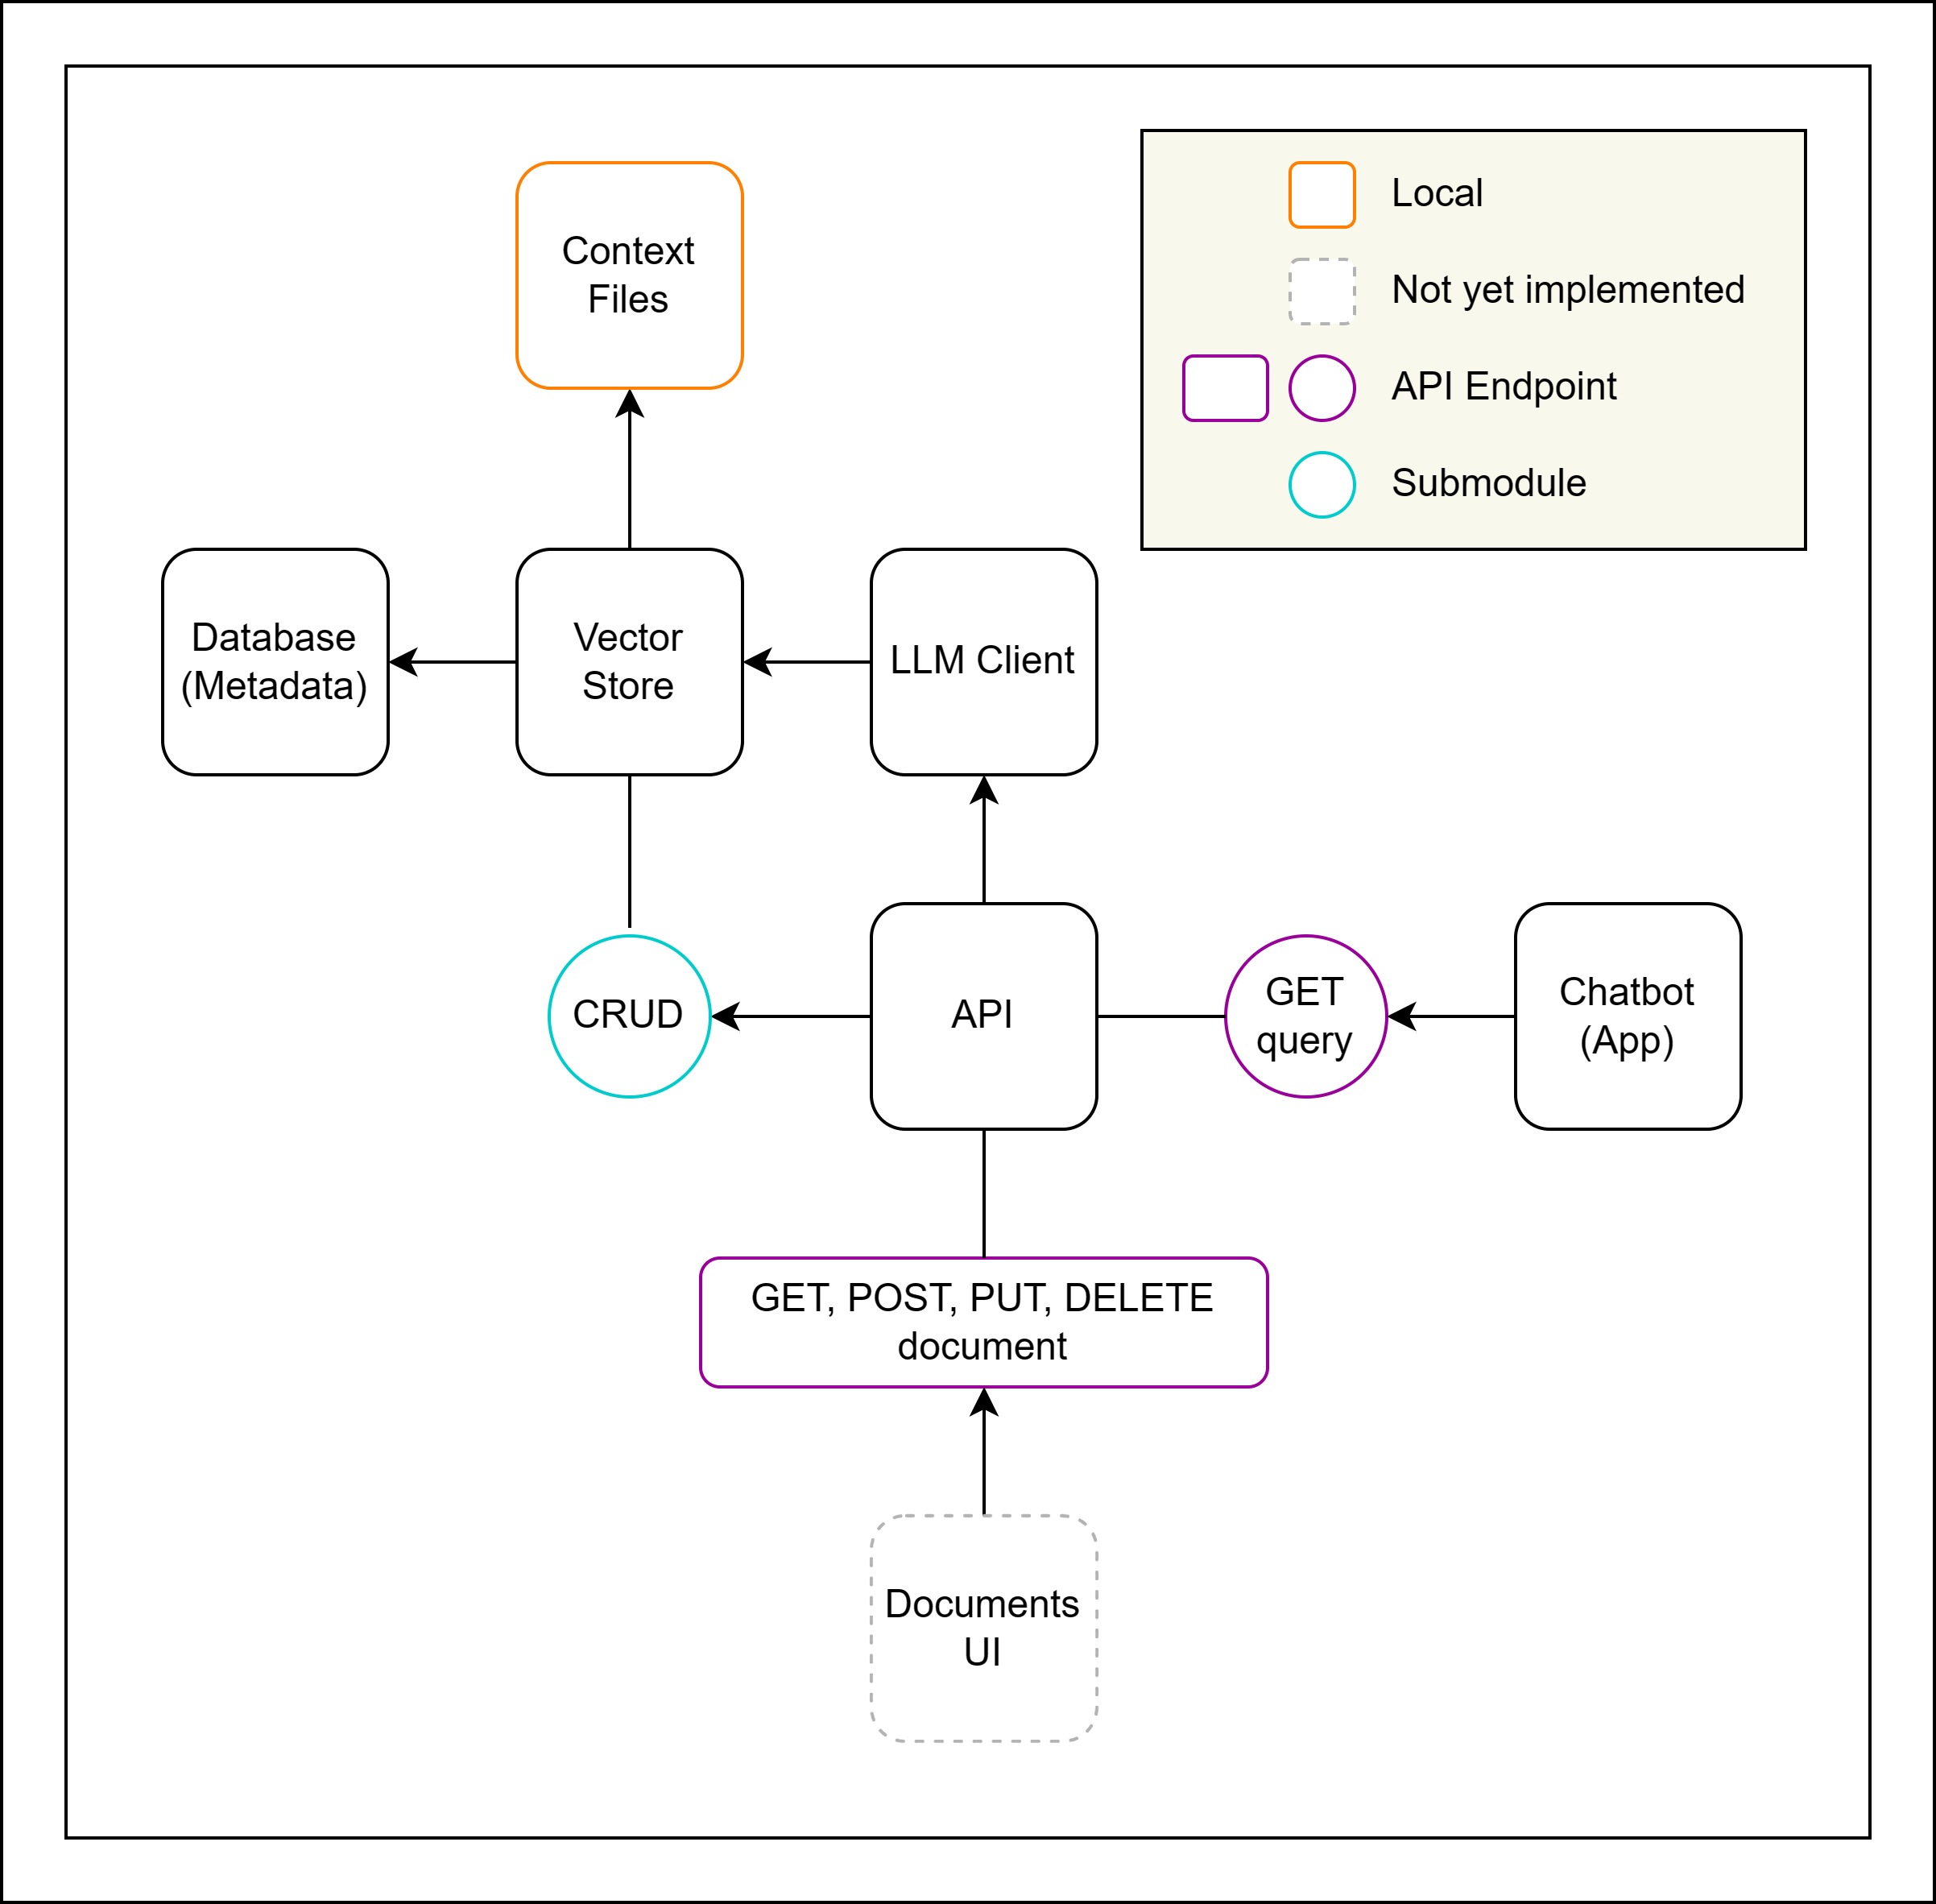 Context
Files
Local
Not yet implemented
API Endpoint
Submodule
Database
(Metadata)
Vector
Store
LLM Client
CRUD
API
GET
query
Chatbot
(App)
GET, POST, PUT, DELETE
document
Documents
UI